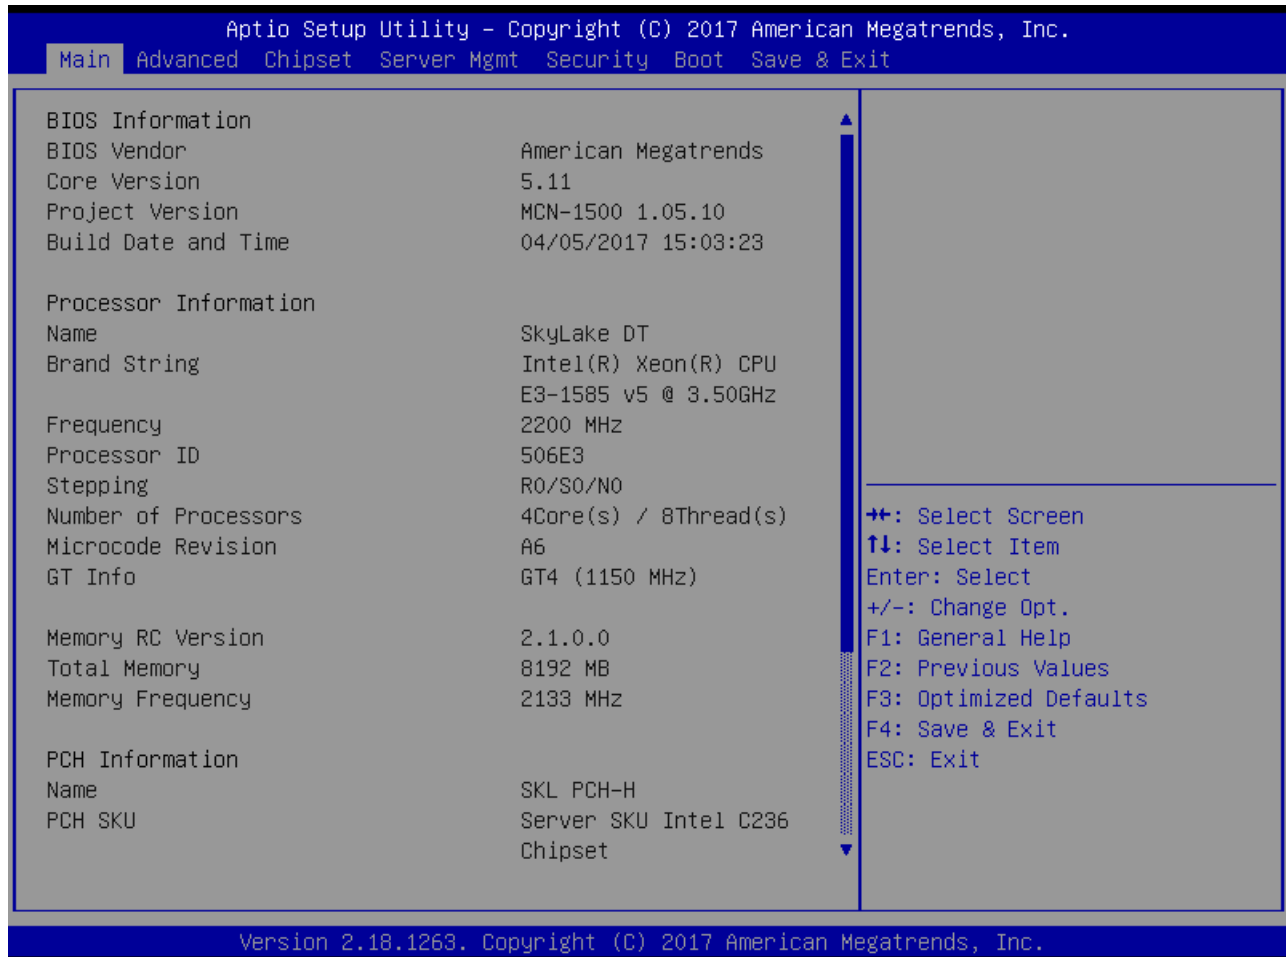 Aptio Setup Utility – Copyright (C) 2017 American Megatrends, Inc.
Main Advanced Chipset Server Mgmt Security Boot Save & Exit
BIOS Information
BIOS Vendor American Megatrends
Core Version 5.11
Project Version MCN-1500 1.05.10
Build Date and Time 04/05/2017 15:03:23
Processor Information
Name SkyLake DT
Brand String Intel(R) Xeon(R) CPU
E3-1585 v5 @ 3.50GHz
Frequency 2200 MHz
Processor ID 506E3
Stepping R0/S0/N0
Number of Processors 4Core(s) / 8Thread(s)
Microcode Revision A6
GT Info GT4 (1150 MHz)
Memory RC Version 2.1.0.0
Total Memory 8192 MB
Memory Frequency 2133 MHz
PCH Information
Name SKL PCH-H
PCH SKU Server SKU Intel C236
Chipset
→←: Select Screen
↑↓: Select Item
Enter: Select
+/-: Change Opt.
F1: General Help
F2: Previous Values
F3: Optimized Defaults
F4: Save & Exit
ESC: Exit
Version 2.18.1263. Copyright (C) 2017 American Megatrends, Inc.